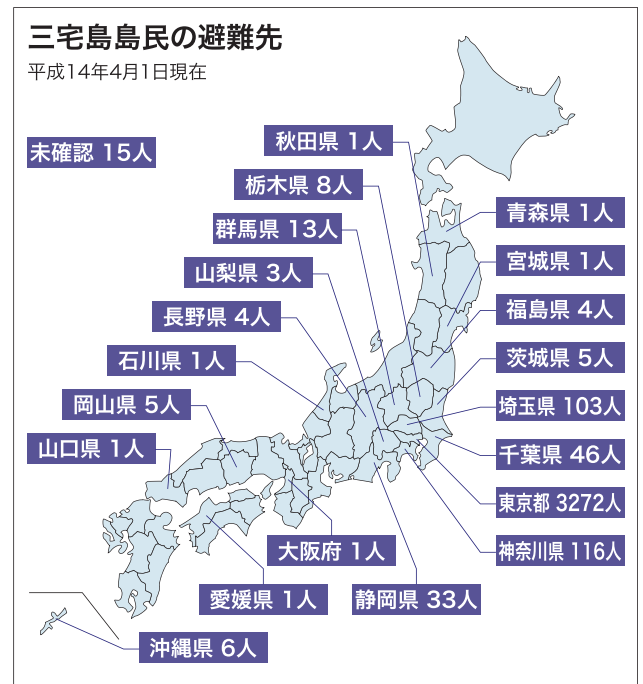 三宅島島民の避難先
平成14年4月1日現在
未確認 15人
秋田県 1人
栃木県 8人
群馬県 13人
山梨県 3人
長野県 4人
石川県 1人
岡山県 5人
山口県 1人
青森県 1人
宮城県 1人
福島県 4人
茨城県 5人
埼玉県 103人
千葉県 46人
東京都 3272人
神奈川県 116人
大阪府 1人
愛媛県 1人
静岡県 33人
沖縄県 6人